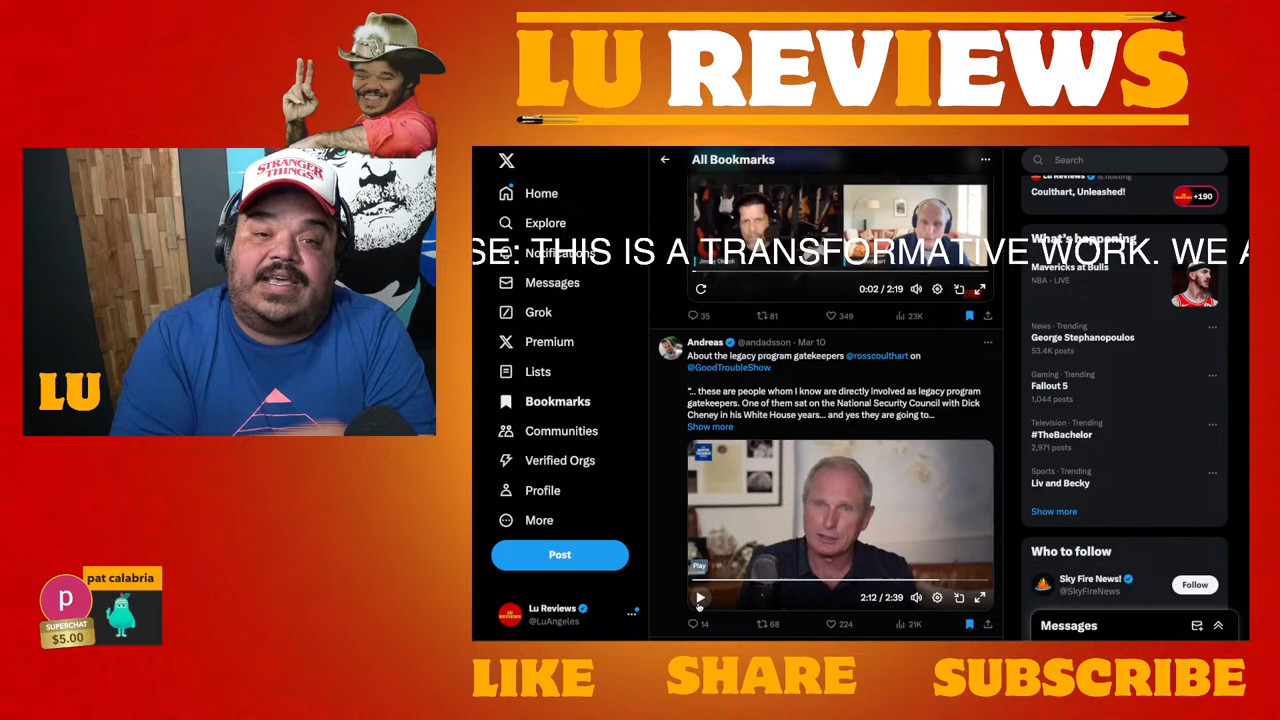 LU REVIEWS
STRANGER
THINGS
LU
pat calabria
p
SUPERCHAT
$5.00
X
Home
Explore
Notifications
Messages
Grok
Premium
Lists
Bookmarks
Communities
Verified Orgs
Profile
More
Post
Lu Reviews
@LuAngeles
All Bookmarks
SE: THIS IS A TRANSFORMATIVE WORK. WE A
0:02 / 2:19
35
81
349
23K
Andreas @andadsson · Mar 10
About the legacy program gatekeepers @rosscoulthart on
@GoodTroubleShow
"... these are people whom I know are directly involved as legacy program
gatekeepers. One of them sat on the National Security Council with Dick
Cheney in his White House years... and yes they are going to...
Show more
Play
2:12 / 2:39
14
68
224
21K
Search
Lu Reviews is hosting
Coulthart, Unleashed!
+190
What's happening
Mavericks at Bulls
NBA · LIVE
News · Trending
George Stephanopoulos
53.4K posts
Gaming · Trending
Fallout 5
1,044 posts
Television · Trending
#TheBachelor
2,971 posts
Sports · Trending
Liv and Becky
Show more
Who to follow
Sky Fire News!
@SkyFireNews
Follow
Messages
LIKE
SHARE
SUBSCRIBE